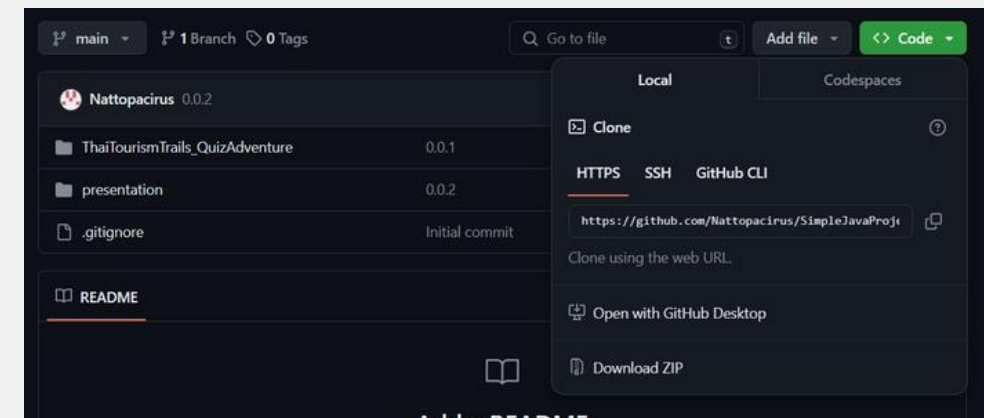 main 1 Branch 0 Tags Go to file t Add file <> Code
Local Codespaces
Nattopacirus 0.0.2
Clone
ThaiTourismTrails_QuizAdventure 0.0.1
HTTPS SSH GitHub CLI
presentation 0.0.2
https://github.com/Nattopacirus/SimpleJavaProje
.gitignore Initial commit
Clone using the web URL.
README
Open with GitHub Desktop
Download ZIP